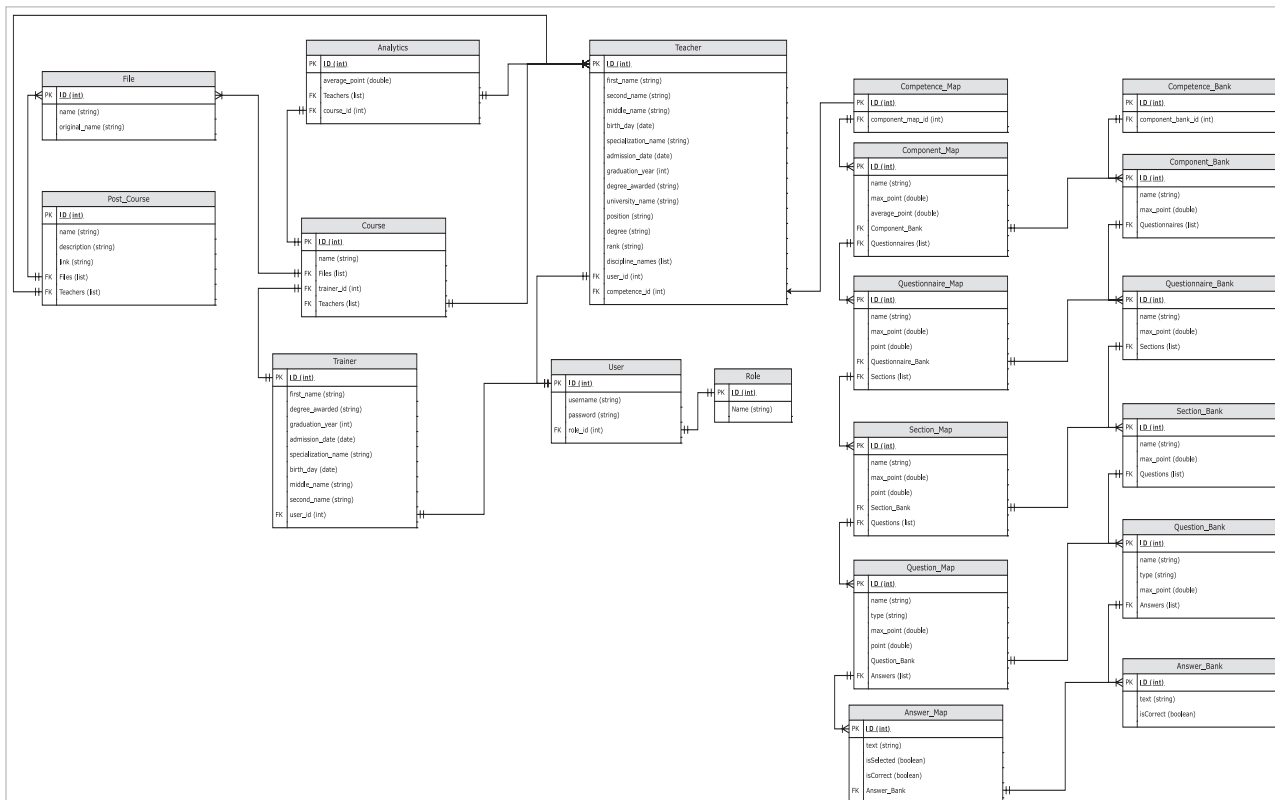 Analytics
PK ID (int)
average_point (double)
FK Teachers (list)
FK course_id (int)
Teacher
PK ID (int)
first_name (string)
second_name (string)
middle_name (string)
birth_day (date)
specialization_name (string)
admission_date (date)
graduation_year (int)
degree_awarded (string)
university_name (string)
position (string)
degree (string)
rank (string)
discipline_names (list)
FK user_id (int)
FK competence_id (int)
File
PK ID (int)
name (string)
original_name (string)
Post_Course
PK ID (int)
name (string)
description (string)
link (string)
FK Files (list)
FK Teachers (list)
Course
PK ID (int)
name (string)
FK Files (list)
FK trainer_id (int)
FK Teachers (list)
Trainer
PK ID (int)
first_name (string)
degree_awarded (string)
graduation_year (int)
admission_date (date)
specialization_name (string)
birth_day (date)
middle_name (string)
second_name (string)
FK user_id (int)
User
PK ID (int)
username (string)
password (string)
FK role_id (int)
Role
PK ID (int)
Name (string)
Competence_Map
PK ID (int)
FK component_map_id (int)
Component_Map
PK ID (int)
name (string)
max_point (double)
average_point (double)
FK Component_Bank
FK Questionnaires (list)
Questionnaire_Map
PK ID (int)
name (string)
max_point (double)
point (double)
FK Questionnaire_Bank
FK Sections (list)
Section_Map
PK ID (int)
name (string)
max_point (double)
point (double)
FK Section_Bank
FK Questions (list)
Question_Map
PK ID (int)
name (string)
type (string)
max_point (double)
point (double)
FK Question_Bank
FK Answers (list)
Answer_Map
PK ID (int)
text (string)
isSelected (boolean)
isCorrect (boolean)
FK Answer_Bank
Competence_Bank
PK ID (int)
FK component_bank_id (int)
Component_Bank
PK ID (int)
name (string)
max_point (double)
FK Questionnaires (list)
Questionnaire_Bank
PK ID (int)
name (string)
max_point (double)
FK Sections (list)
Section_Bank
PK ID (int)
name (string)
max_point (double)
FK Questions (list)
Question_Bank
PK ID (int)
name (string)
type (string)
max_point (double)
FK Answers (list)
Answer_Bank
PK ID (int)
text (string)
isCorrect (boolean)